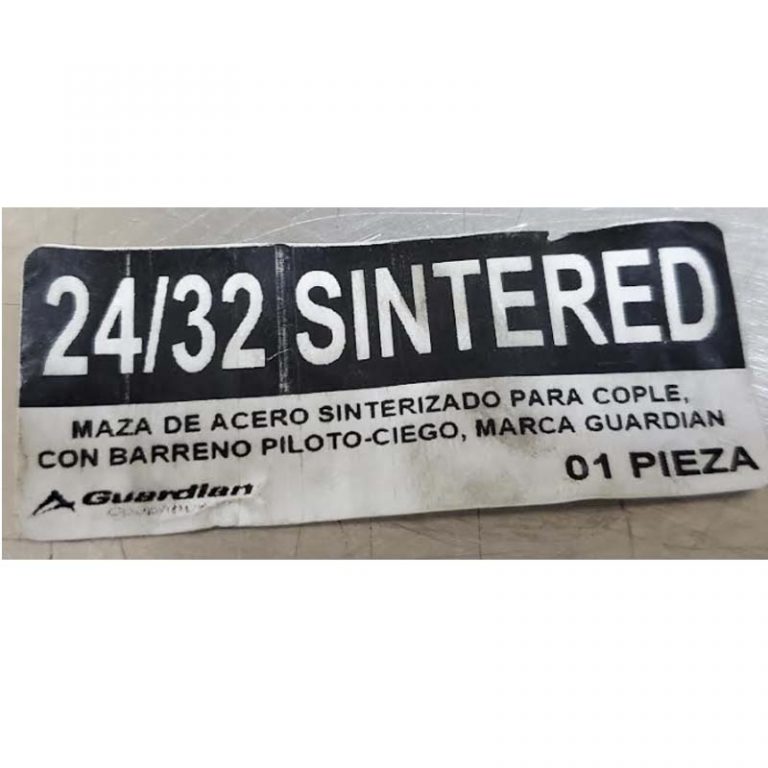 24/32 SINTERED
MAZA DE ACERO SINTERIZADO PARA COPLE,
CON BARRENO PILOTO-CIEGO, MARCA GUARDIAN
01 PIEZA
Guardian